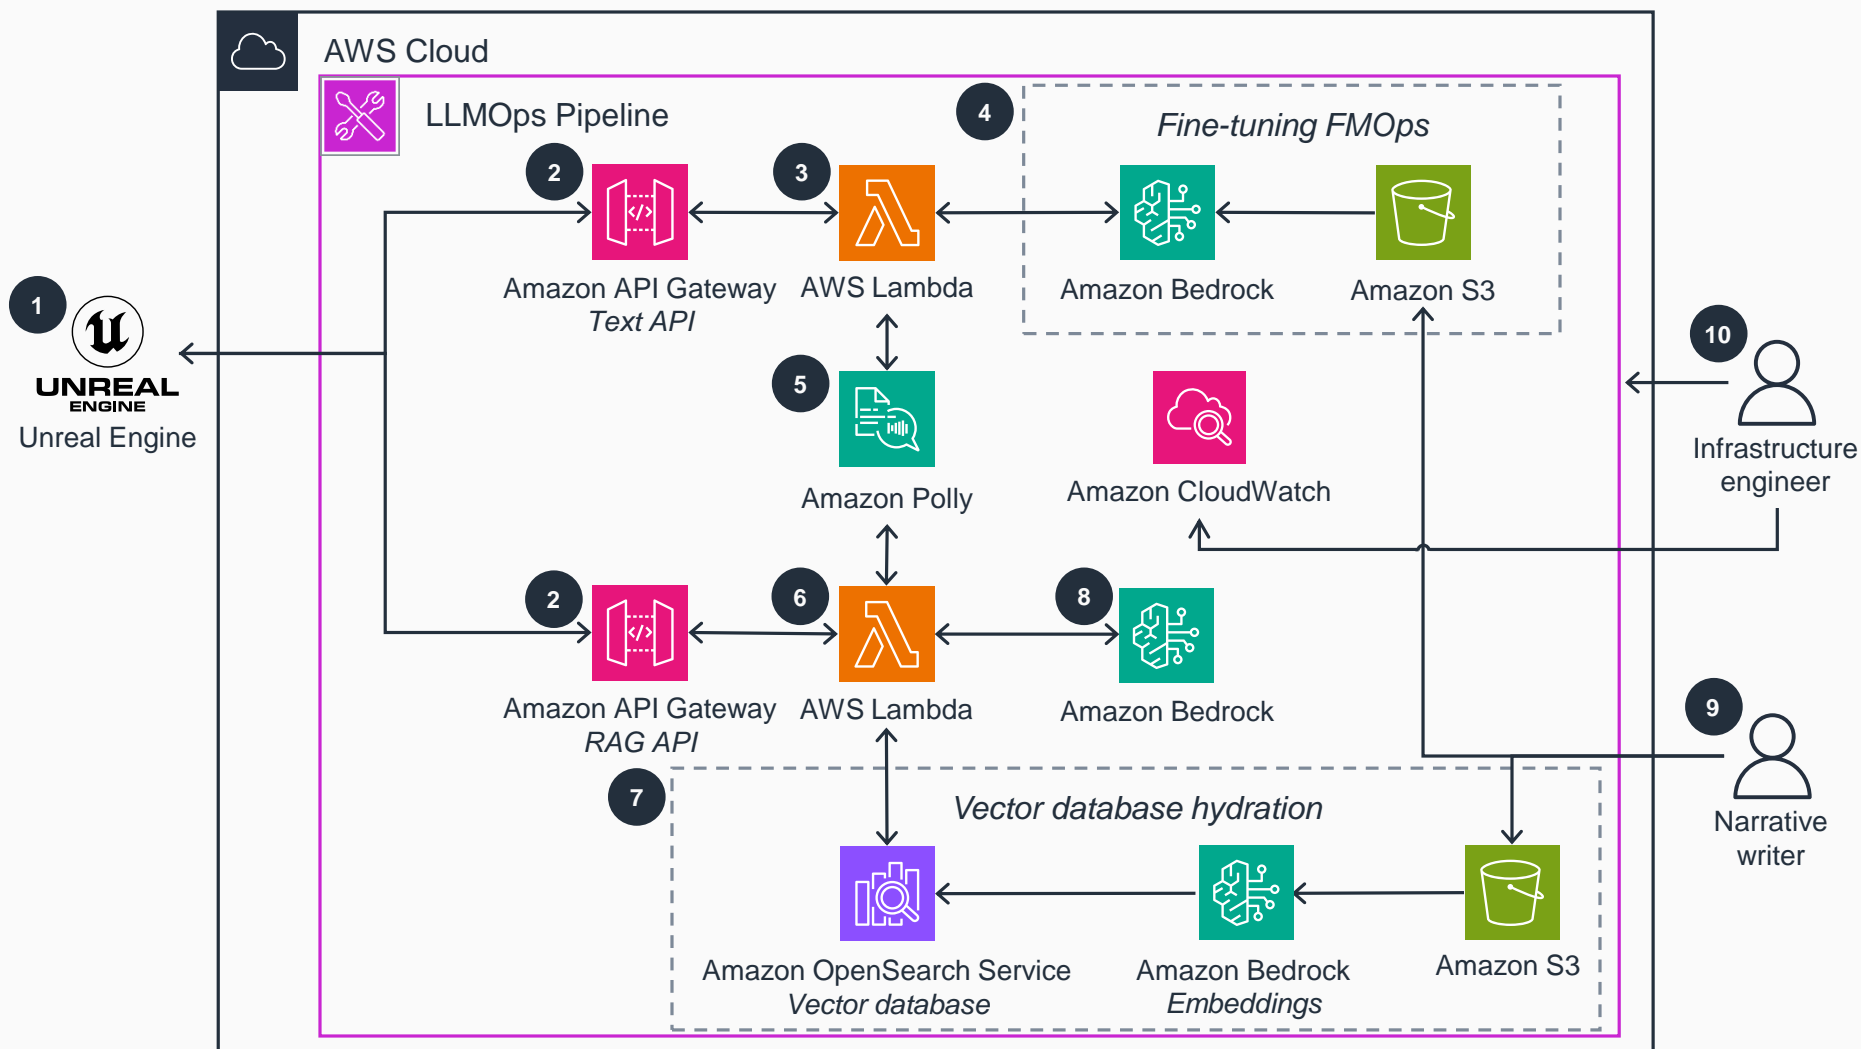 AWS Cloud
LLMOps Pipeline
4
Fine-tuning FMOps
2
3
</>
Amazon API Gateway
Text API
AWS Lambda
Amazon Bedrock
Amazon S3
1
UNREAL
ENGINE
Unreal Engine
10
Infrastructure
engineer
5
Amazon Polly
Amazon CloudWatch
2
6
8
</>
Amazon API Gateway
RAG API
AWS Lambda
Amazon Bedrock
9
Narrative
writer
7
Vector database hydration
Amazon OpenSearch Service
Vector database
Amazon Bedrock
Embeddings
Amazon S3